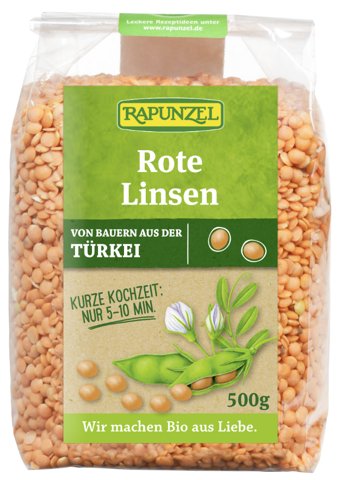 Leckere Rezeptideen unter
www.rapunzel.de
RAPUNZEL
Rote
Linsen
VON BAUERN AUS DER
TÜRKEI
KURZE KOCHZEIT:
NUR 5-10 MIN.
500g
Wir machen Bio aus Liebe.